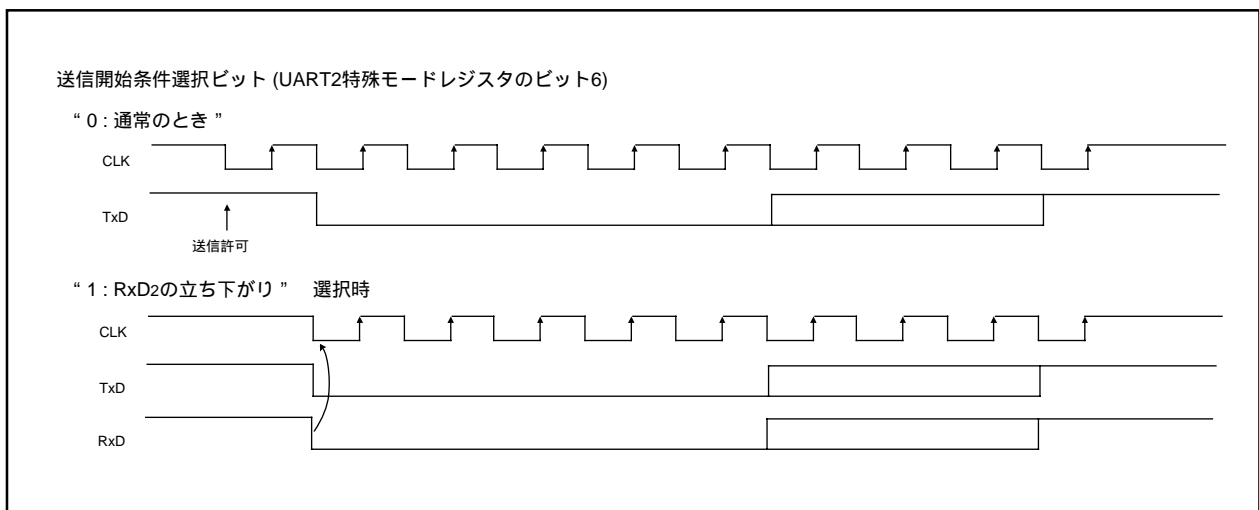 送信開始条件選択ビット (UART2特殊モードレジスタのビット6)
“ 0 : 通常のとき ”
CLK
TxD
送信許可
“ 1 : RxD2の立ち下がり ” 選択時
CLK
TxD
RxD